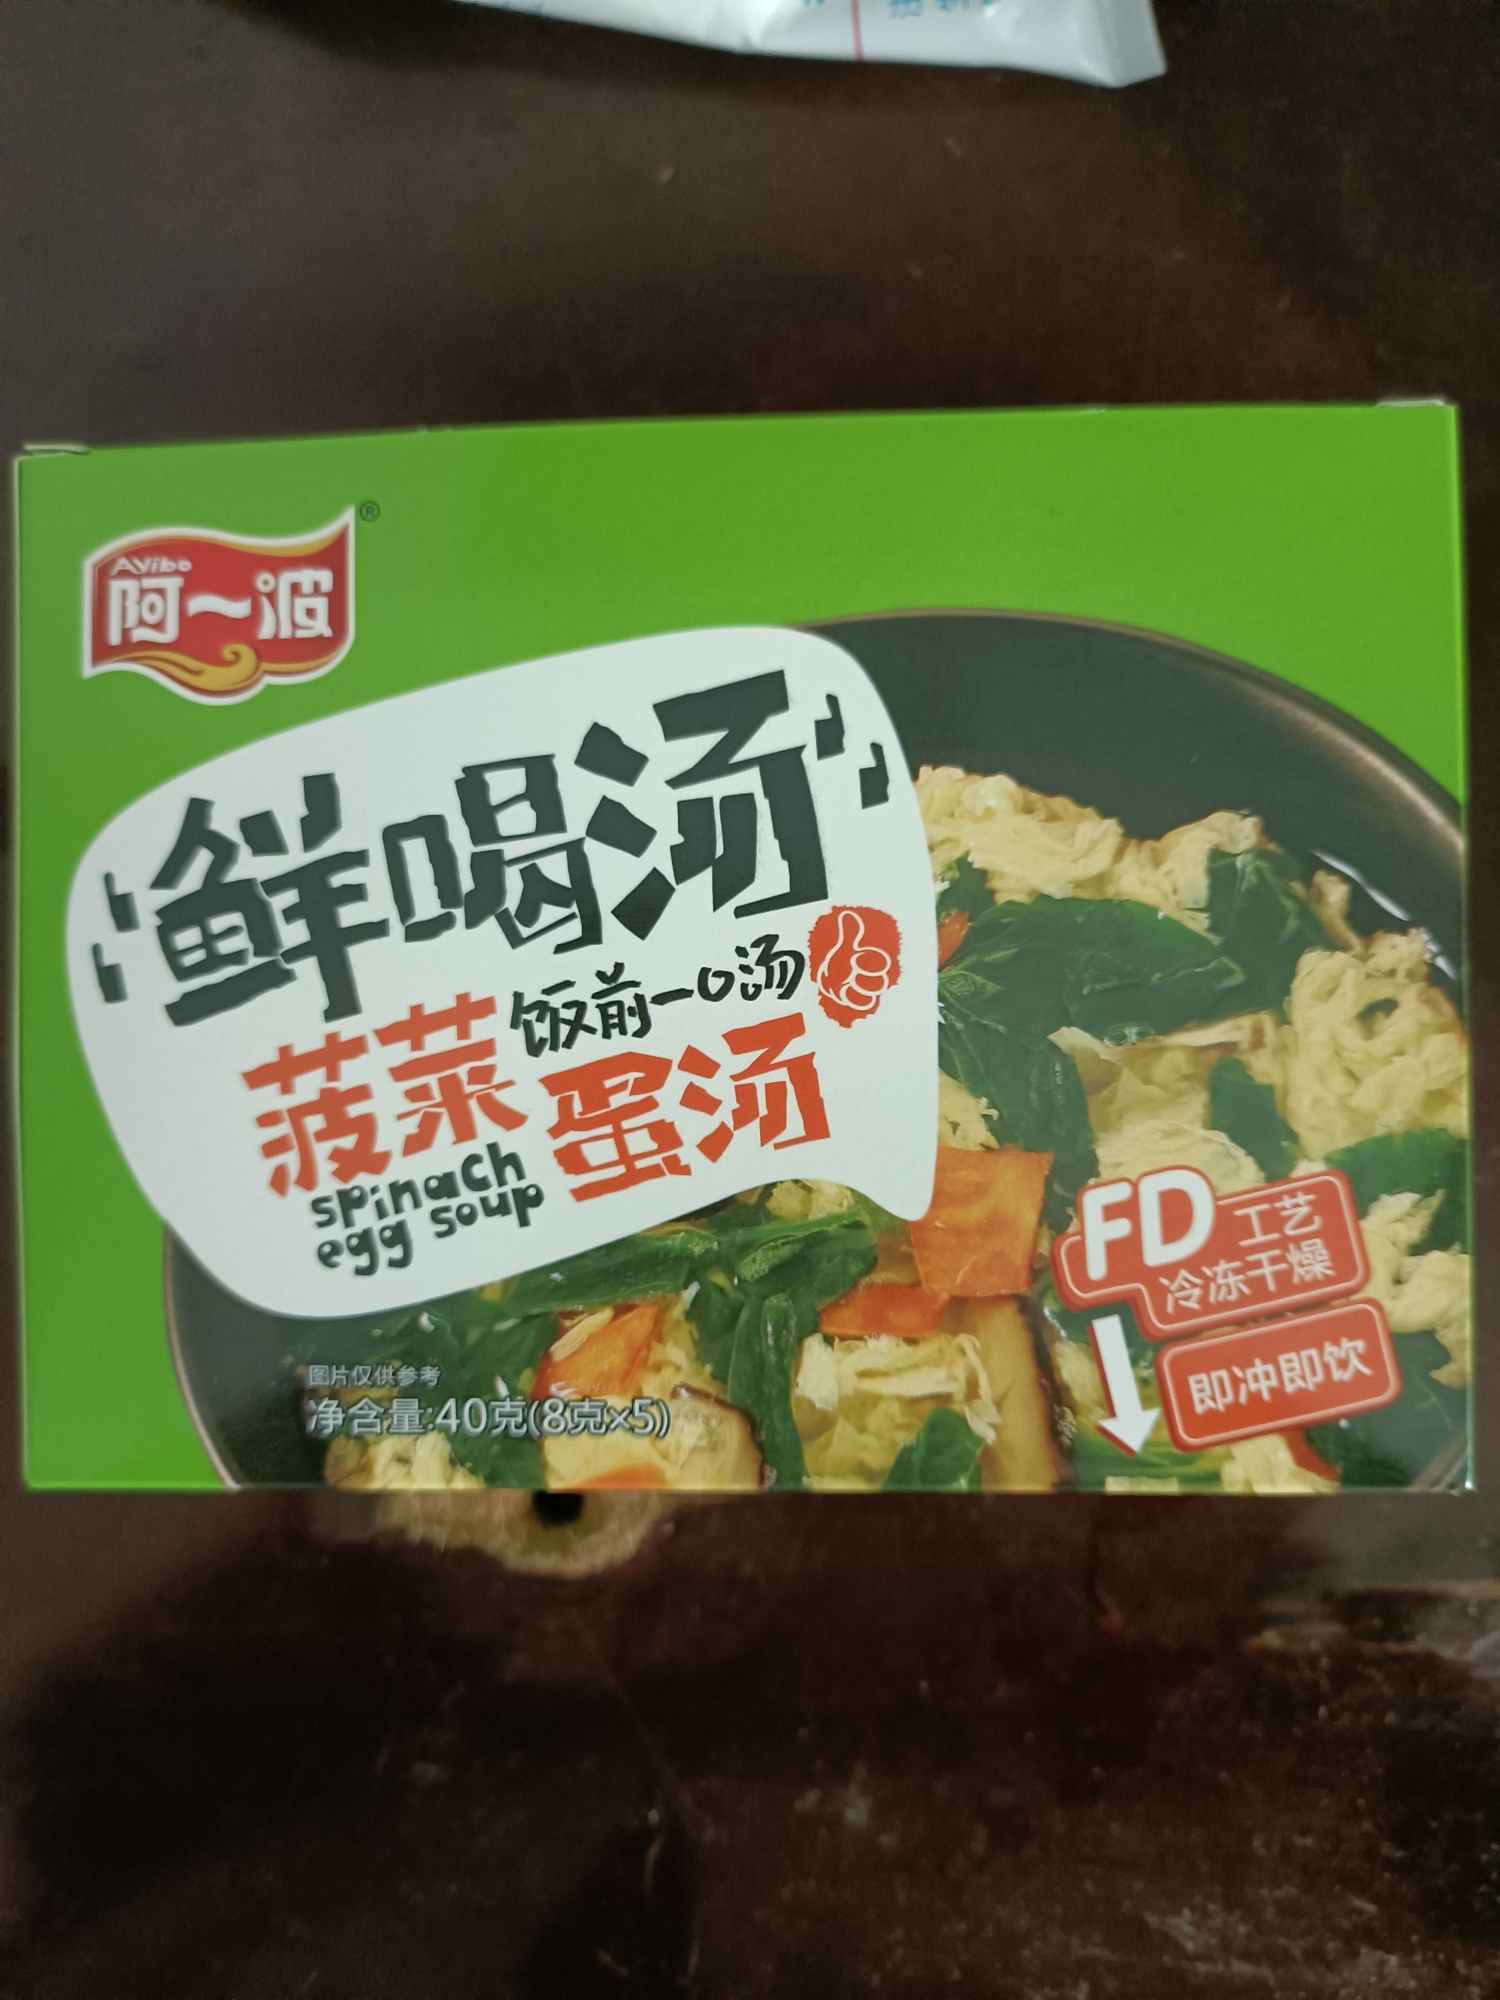 AYibo
阿一波®
鲜喝汤
饭前一口汤
菠菜蛋汤
spinach
egg soup
FD工艺
冷冻干燥
即冲即饮
图片仅供参考
净含量:40克(8克×5)